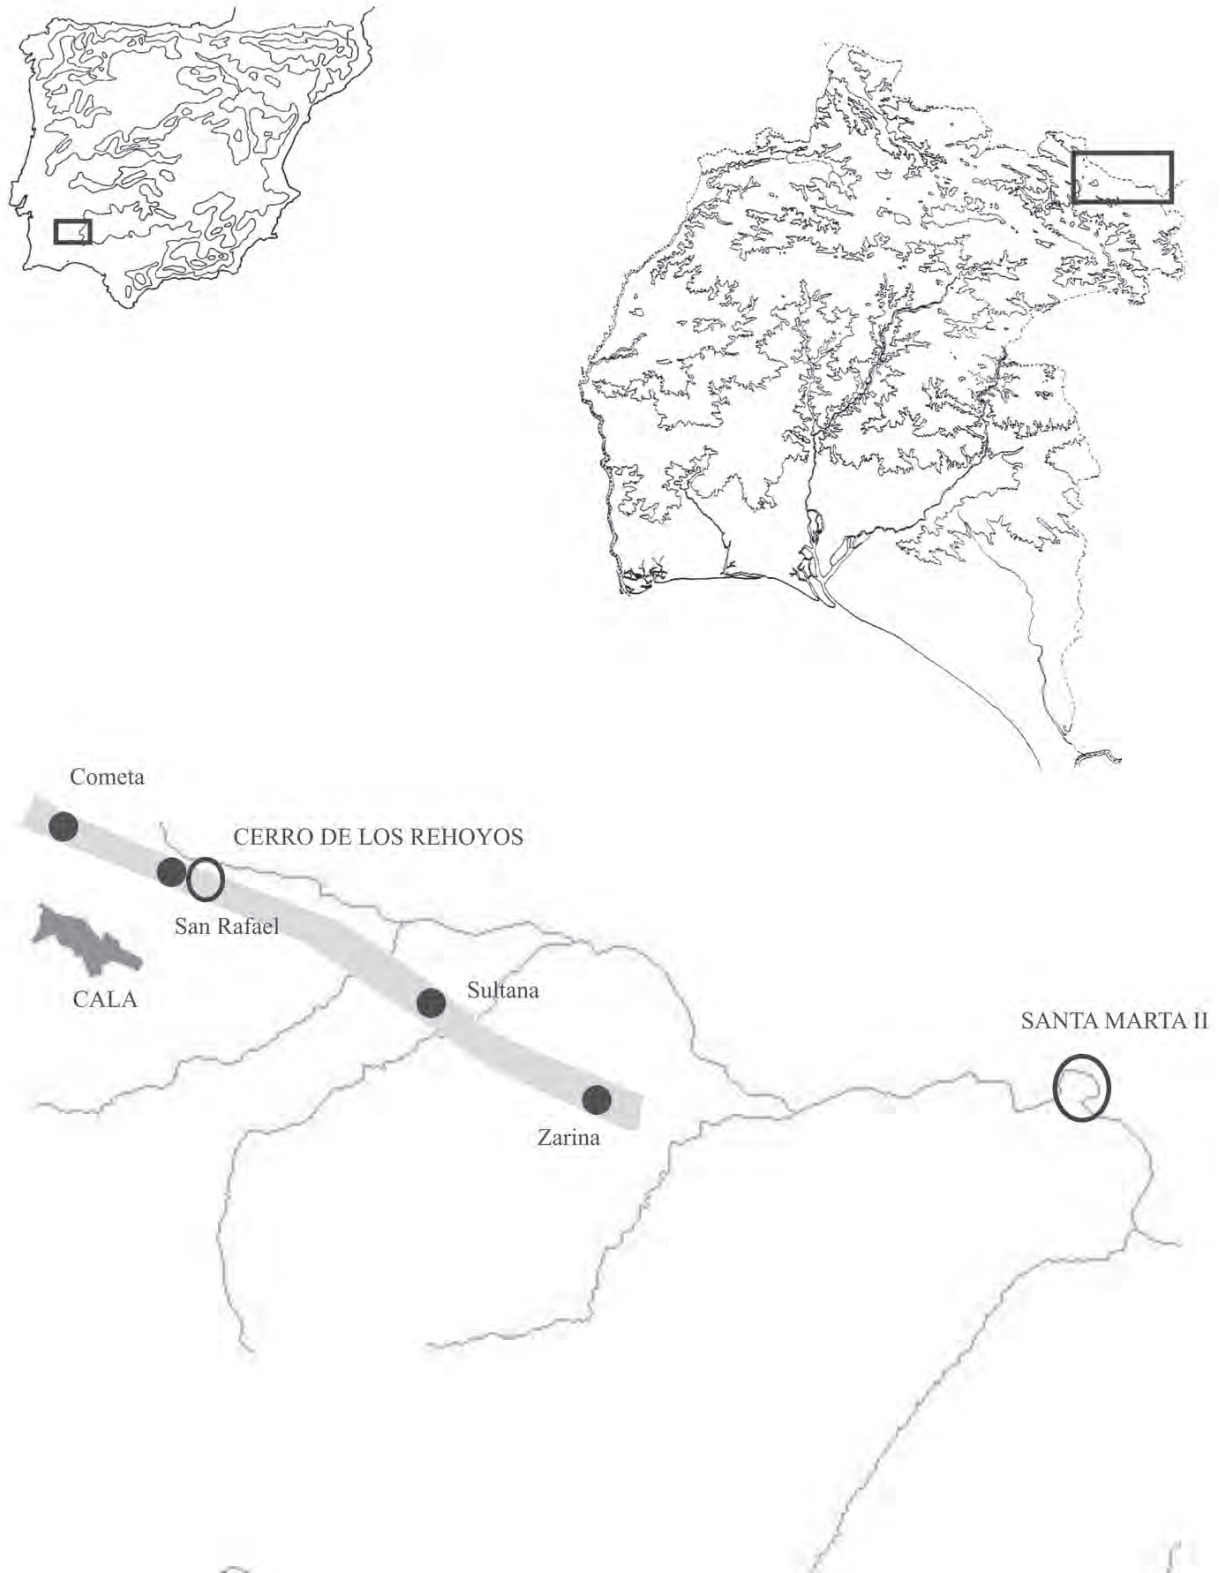 Cometa
CERRO DE LOS REHOYOS
San Rafael
CALA
Sultana
SANTA MARTA II
Zarina